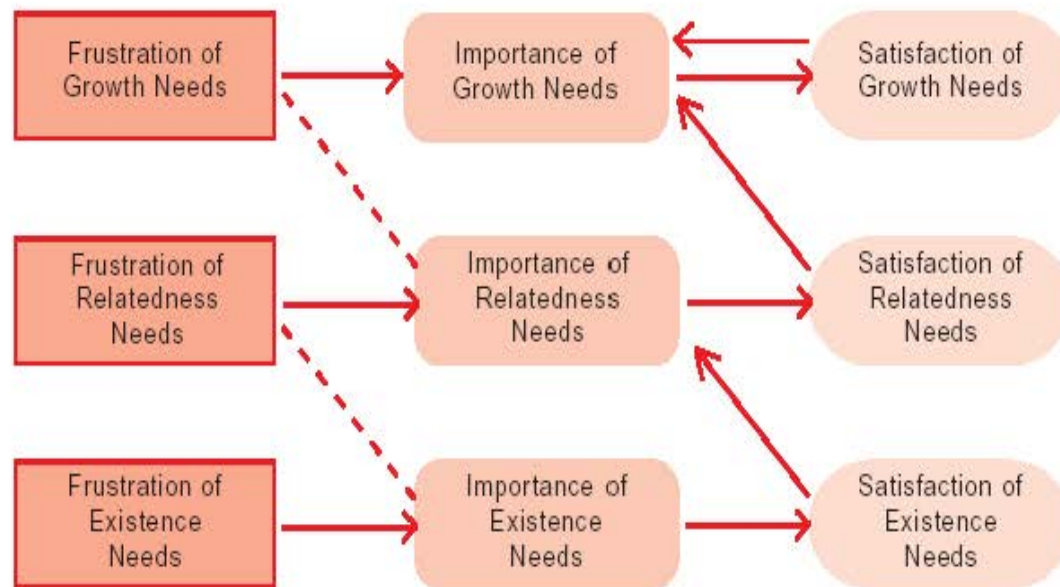 Frustration of
Growth Needs
Importance of
Growth Needs
Satisfaction of
Growth Needs
Frustration of
Relatedness
Needs
Importance of
Relatedness
Needs
Satisfaction of
Relatedness
Needs
Frustration of
Existence
Needs
Importance of
Existence
Needs
Satisfaction of
Existence
Needs